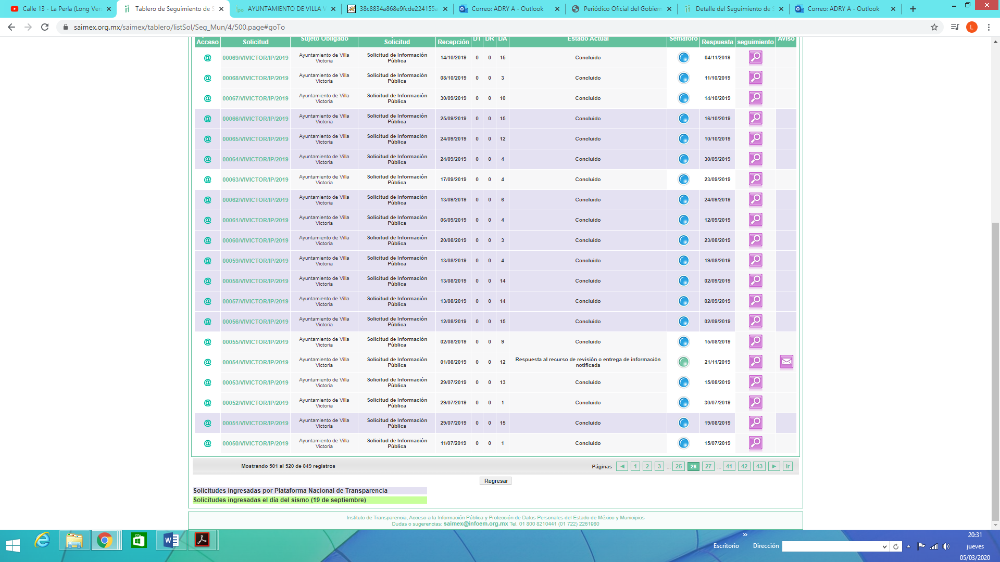 Calle 13 - La Perla (Long Ver
Tablero de Seguimiento de S
AYUNTAMIENTO DE VILLA V
38c8834a868e9fcde224155a
Correo: ADRY A - Outlook
Periódico Oficial del Gobiern
Detalle del Seguimiento de S
Correo: ADRY A - Outlook
saimex.org.mx/saimex/tablero/listSol/Seg_Mun/4/500.page#goTo
L
Acceso Solicitud Sujeto Obligado Solicitud Recepción DT DR DA Estado Actual Semaforo Respuesta seguimiento Aviso
@ 00069/VIVICTOR/IP/2019 Ayuntamiento de Villa Victoria Solicitud de Información Pública 14/10/2019 0 0 15 Concluido 04/11/2019
@ 00068/VIVICTOR/IP/2019 Ayuntamiento de Villa Victoria Solicitud de Información Pública 08/10/2019 0 0 3 Concluido 11/10/2019
@ 00067/VIVICTOR/IP/2019 Ayuntamiento de Villa Victoria Solicitud de Información Pública 30/09/2019 0 0 10 Concluido 14/10/2019
@ 00066/VIVICTOR/IP/2019 Ayuntamiento de Villa Victoria Solicitud de Información Pública 25/09/2019 0 0 15 Concluido 16/10/2019
@ 00065/VIVICTOR/IP/2019 Ayuntamiento de Villa Victoria Solicitud de Información Pública 24/09/2019 0 0 12 Concluido 10/10/2019
@ 00064/VIVICTOR/IP/2019 Ayuntamiento de Villa Victoria Solicitud de Información Pública 24/09/2019 0 0 4 Concluido 30/09/2019
@ 00063/VIVICTOR/IP/2019 Ayuntamiento de Villa Victoria Solicitud de Información Pública 17/09/2019 0 0 4 Concluido 23/09/2019
@ 00062/VIVICTOR/IP/2019 Ayuntamiento de Villa Victoria Solicitud de Información Pública 13/09/2019 0 0 6 Concluido 24/09/2019
@ 00061/VIVICTOR/IP/2019 Ayuntamiento de Villa Victoria Solicitud de Información Pública 06/09/2019 0 0 4 Concluido 12/09/2019
@ 00060/VIVICTOR/IP/2019 Ayuntamiento de Villa Victoria Solicitud de Información Pública 20/08/2019 0 0 3 Concluido 23/08/2019
@ 00059/VIVICTOR/IP/2019 Ayuntamiento de Villa Victoria Solicitud de Información Pública 13/08/2019 0 0 4 Concluido 19/08/2019
@ 00058/VIVICTOR/IP/2019 Ayuntamiento de Villa Victoria Solicitud de Información Pública 13/08/2019 0 0 14 Concluido 02/09/2019
@ 00057/VIVICTOR/IP/2019 Ayuntamiento de Villa Victoria Solicitud de Información Pública 13/08/2019 0 0 14 Concluido 02/09/2019
@ 00056/VIVICTOR/IP/2019 Ayuntamiento de Villa Victoria Solicitud de Información Pública 12/08/2019 0 0 15 Concluido 02/09/2019
@ 00055/VIVICTOR/IP/2019 Ayuntamiento de Villa Victoria Solicitud de Información Pública 02/08/2019 0 0 9 Concluido 15/08/2019
@ 00054/VIVICTOR/IP/2019 Ayuntamiento de Villa Victoria Solicitud de Información Pública 01/08/2019 0 0 12 Respuesta al recurso de revisión o entrega de información notificada 21/11/2019
@ 00053/VIVICTOR/IP/2019 Ayuntamiento de Villa Victoria Solicitud de Información Pública 29/07/2019 0 0 13 Concluido 15/08/2019
@ 00052/VIVICTOR/IP/2019 Ayuntamiento de Villa Victoria Solicitud de Información Pública 29/07/2019 0 0 1 Concluido 30/07/2019
@ 00051/VIVICTOR/IP/2019 Ayuntamiento de Villa Victoria Solicitud de Información Pública 29/07/2019 0 0 15 Concluido 19/08/2019
@ 00050/VIVICTOR/IP/2019 Ayuntamiento de Villa Victoria Solicitud de Información Pública 11/07/2019 0 0 1 Concluido 15/07/2019
Mostrando 501 al 520 de 849 registros Páginas ◄ 1 2 3 ... 25 26 27 ... 41 42 43 ► Ir
Regresar
Solicitudes ingresadas por Plataforma Nacional de Transparencia
Solicitudes ingresadas el día del sismo (19 de septiembre)
Instituto de Transparencia, Acceso a la Información Pública y Protección de Datos Personales del Estado de México y Municipios
Dudas o sugerencias: saimex@infoem.org.mx Tel. 01 800 8210441 (01 722) 2261980
Escritorio » Dirección
20:31
jueves
05/03/2020